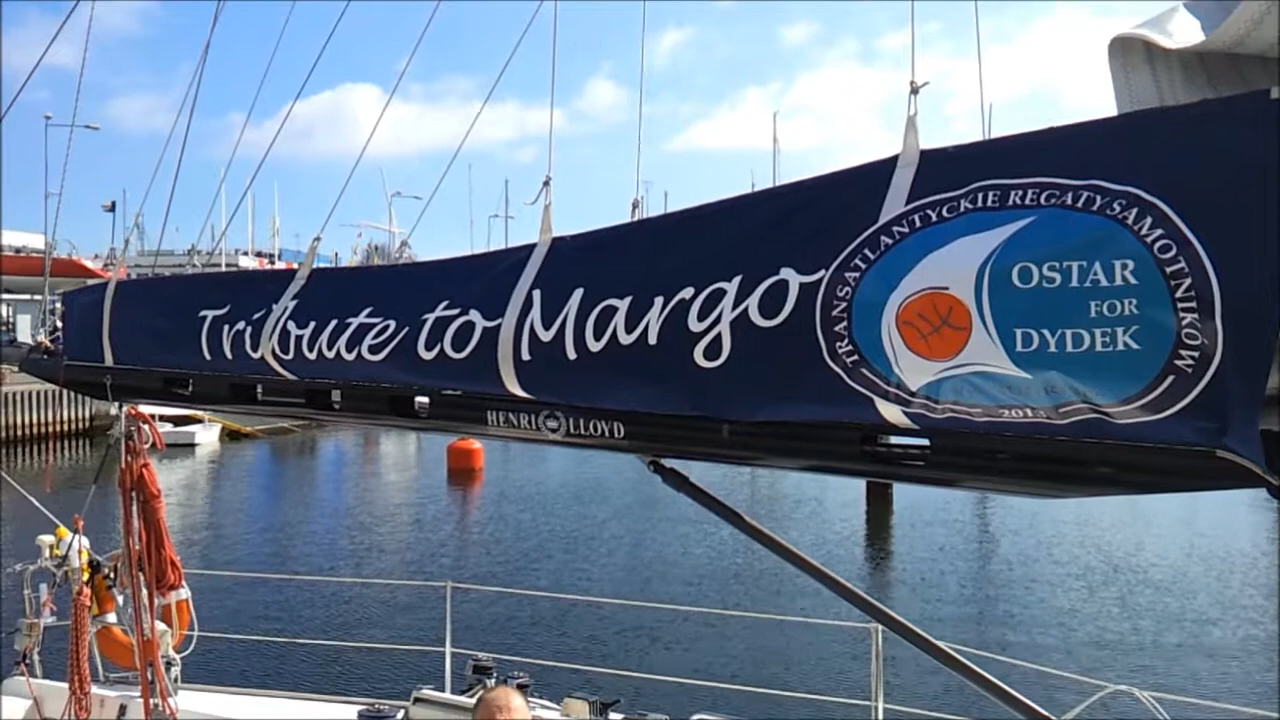 Tribute to Margo
TRANSATLANTYCKIE REGATY SAMOTNIKÓW
OSTAR
FOR
DYDEK
2013
HENRI LLOYD